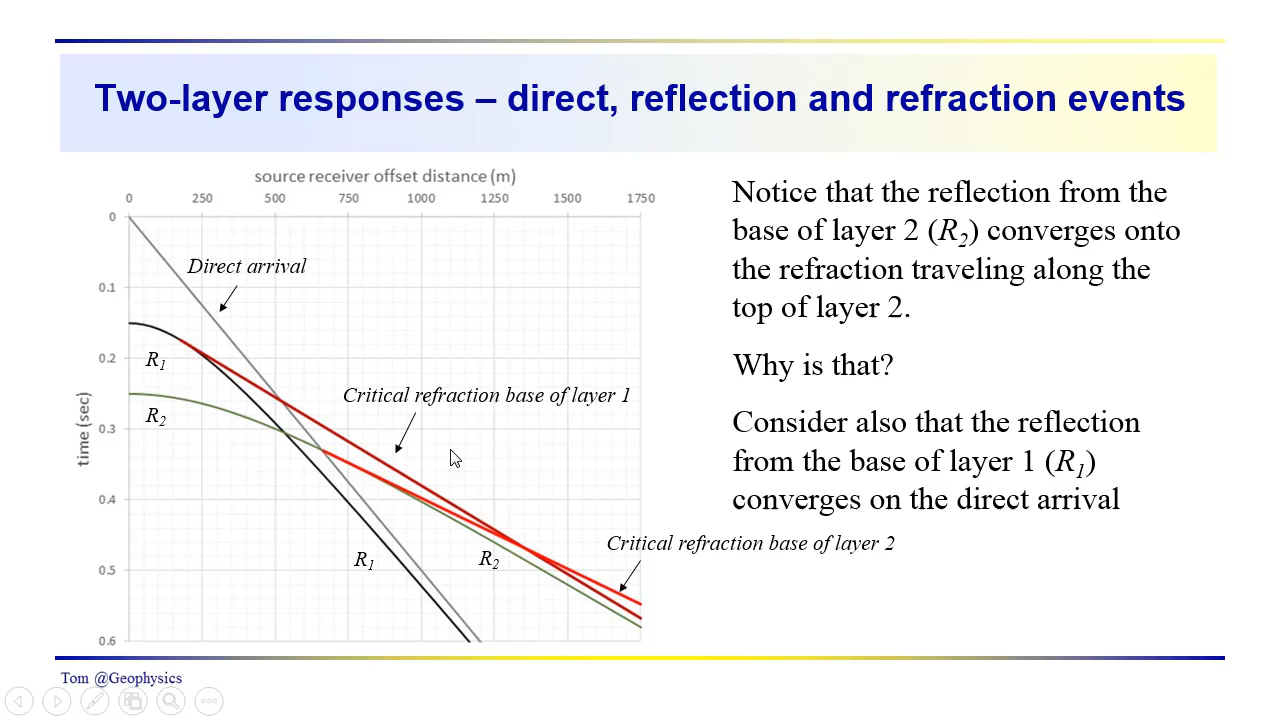 Two-layer responses – direct, reflection and refraction events
source receiver offset distance (m)
0 250 500 750 1000 1250 1500 1750
0
0.1
0.2
0.3
0.4
0.5
0.6
time (sec)
Direct arrival
R1
R2
Critical refraction base of layer 1
R1
R2
Critical refraction base of layer 2
Notice that the reflection from the
base of layer 2 (R2) converges onto
the refraction traveling along the
top of layer 2.
Why is that?
Consider also that the reflection
from the base of layer 1 (R1)
converges on the direct arrival
Tom @Geophysics